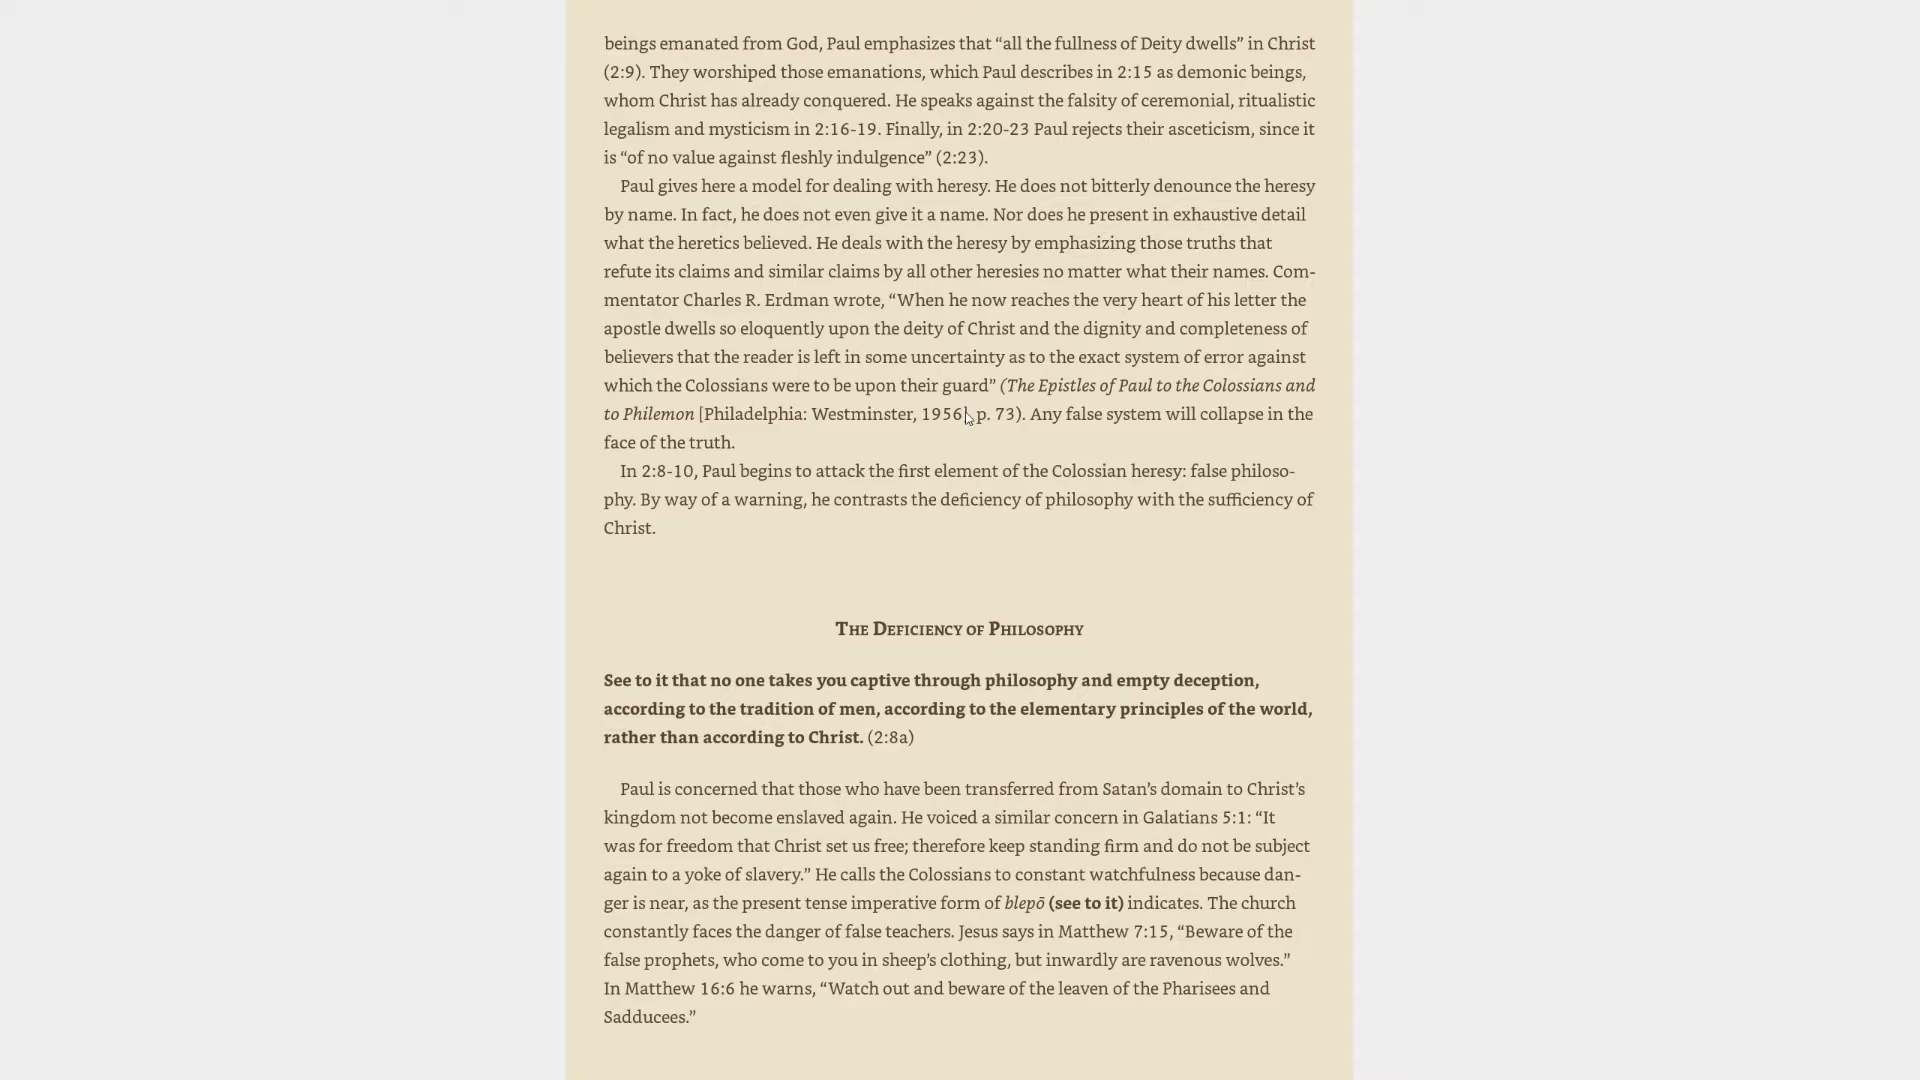 beings emanated from God, Paul emphasizes that “all the fullness of Deity dwells” in Christ
(2:9). They worshiped those emanations, which Paul describes in 2:15 as demonic beings,
whom Christ has already conquered. He speaks against the falsity of ceremonial, ritualistic
legalism and mysticism in 2:16-19. Finally, in 2:20-23 Paul rejects their asceticism, since it
is “of no value against fleshly indulgence” (2:23).
Paul gives here a model for dealing with heresy. He does not bitterly denounce the heresy
by name. In fact, he does not even give it a name. Nor does he present in exhaustive detail
what the heretics believed. He deals with the heresy by emphasizing those truths that
refute its claims and similar claims by all other heresies no matter what their names. Com-
mentator Charles R. Erdman wrote, “When he now reaches the very heart of his letter the
apostle dwells so eloquently upon the deity of Christ and the dignity and completeness of
believers that the reader is left in some uncertainty as to the exact system of error against
which the Colossians were to be upon their guard” (The Epistles of Paul to the Colossians and
to Philemon [Philadelphia: Westminster, 1956], p. 73). Any false system will collapse in the
face of the truth.
In 2:8-10, Paul begins to attack the first element of the Colossian heresy: false philoso-
phy. By way of a warning, he contrasts the deficiency of philosophy with the sufficiency of
Christ.
The Deficiency of Philosophy
See to it that no one takes you captive through philosophy and empty deception,
according to the tradition of men, according to the elementary principles of the world,
rather than according to Christ. (2:8a)
Paul is concerned that those who have been transferred from Satan’s domain to Christ’s
kingdom not become enslaved again. He voiced a similar concern in Galatians 5:1: “It
was for freedom that Christ set us free; therefore keep standing firm and do not be subject
again to a yoke of slavery.” He calls the Colossians to constant watchfulness because dan-
ger is near, as the present tense imperative form of blepō (see to it) indicates. The church
constantly faces the danger of false teachers. Jesus says in Matthew 7:15, “Beware of the
false prophets, who come to you in sheep’s clothing, but inwardly are ravenous wolves.”
In Matthew 16:6 he warns, “Watch out and beware of the leaven of the Pharisees and
Sadducees.”